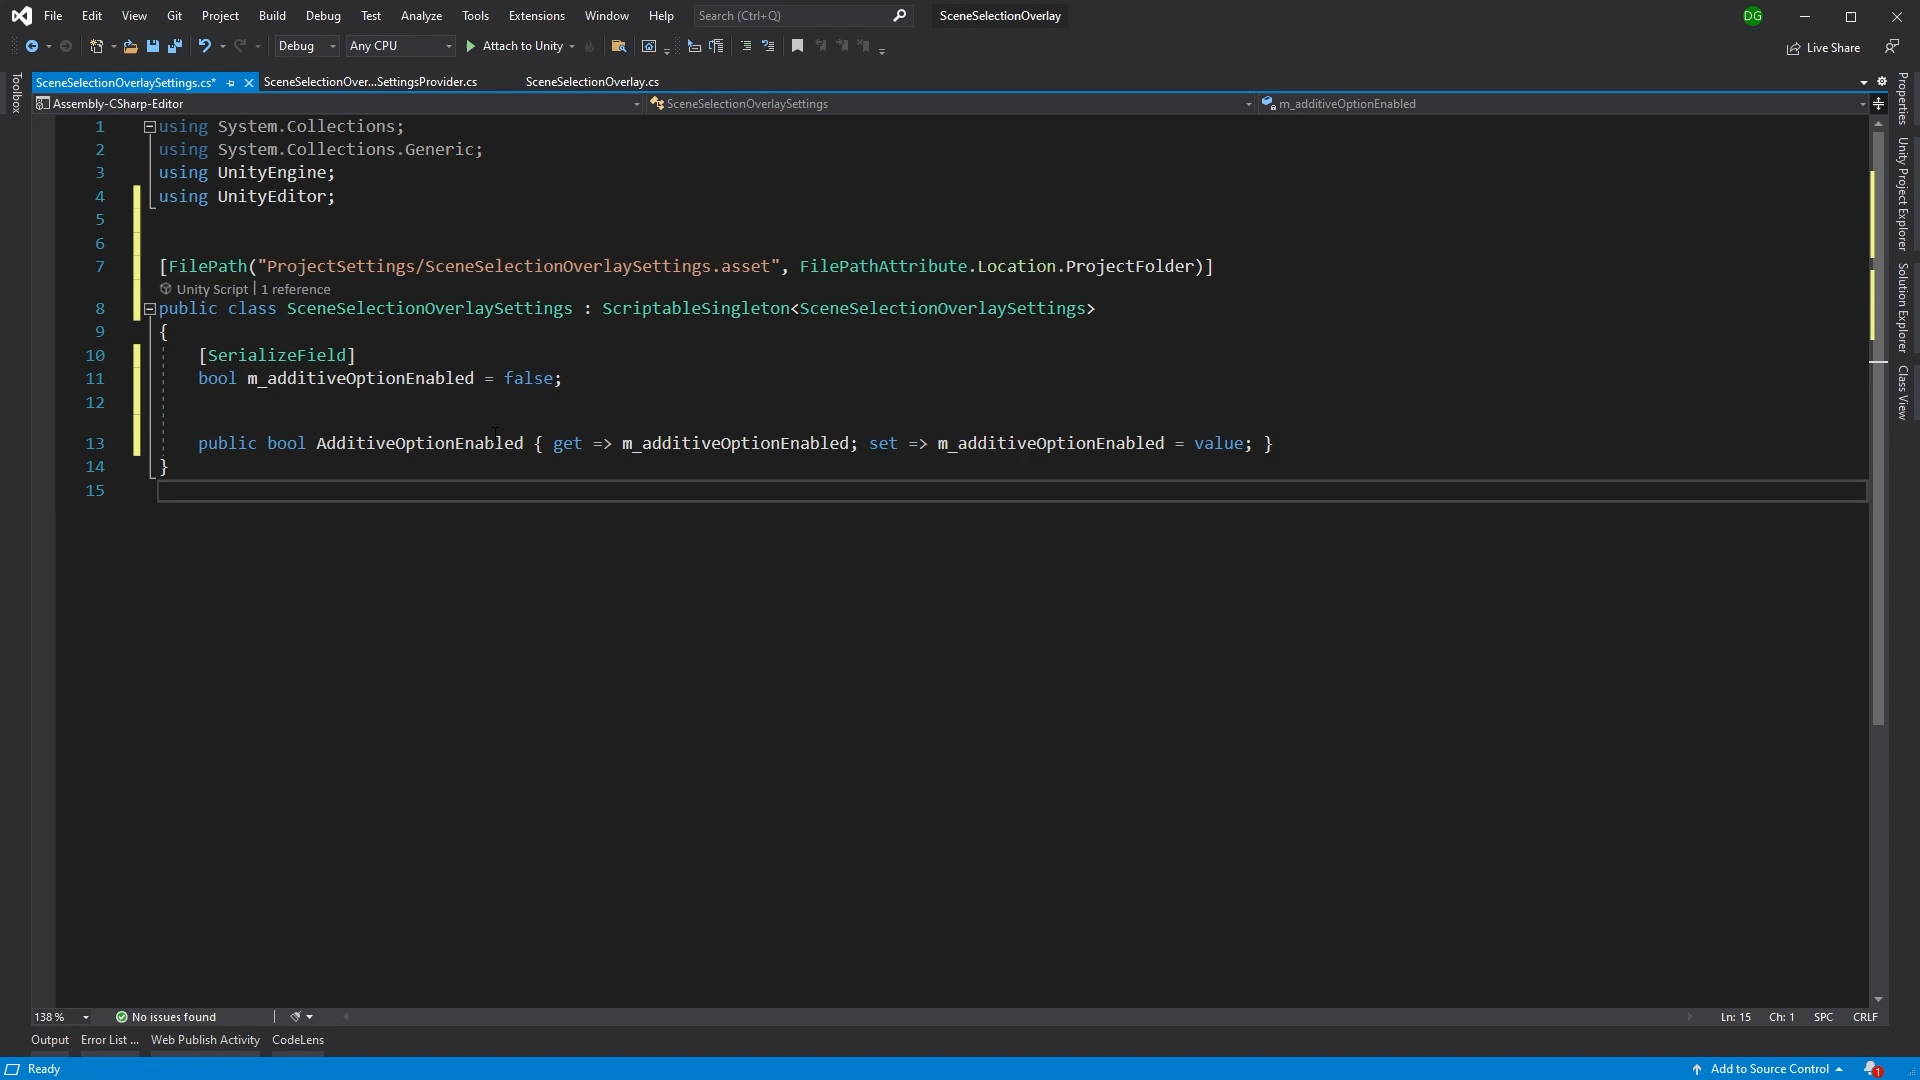 File Edit View Git Project Build Debug Test Analyze Tools Extensions Window Help Search (Ctrl+Q) SceneSelectionOverlay DG
Debug Any CPU Attach to Unity Live Share
SceneSelectionOverlaySettings.cs* SceneSelectionOver...SettingsProvider.cs SceneSelectionOverlay.cs
Assembly-CSharp-Editor SceneSelectionOverlaySettings m_additiveOptionEnabled
Toolbox
1 using System.Collections;
2 using System.Collections.Generic;
3 using UnityEngine;
4 using UnityEditor;
5
6
7 [FilePath("ProjectSettings/SceneSelectionOverlaySettings.asset", FilePathAttribute.Location.ProjectFolder)]
Unity Script | 1 reference
8 public class SceneSelectionOverlaySettings : ScriptableSingleton<SceneSelectionOverlaySettings>
9 {
10 [SerializeField]
11 bool m_additiveOptionEnabled = false;
12
13 public bool AdditiveOptionEnabled { get => m_additiveOptionEnabled; set => m_additiveOptionEnabled = value; }
14 }
15
Properties
Unity Project Explorer
Solution Explorer
Class View
138 % No issues found Ln: 15 Ch: 1 SPC CRLF
Output Error List ... Web Publish Activity CodeLens
Ready Add to Source Control 1